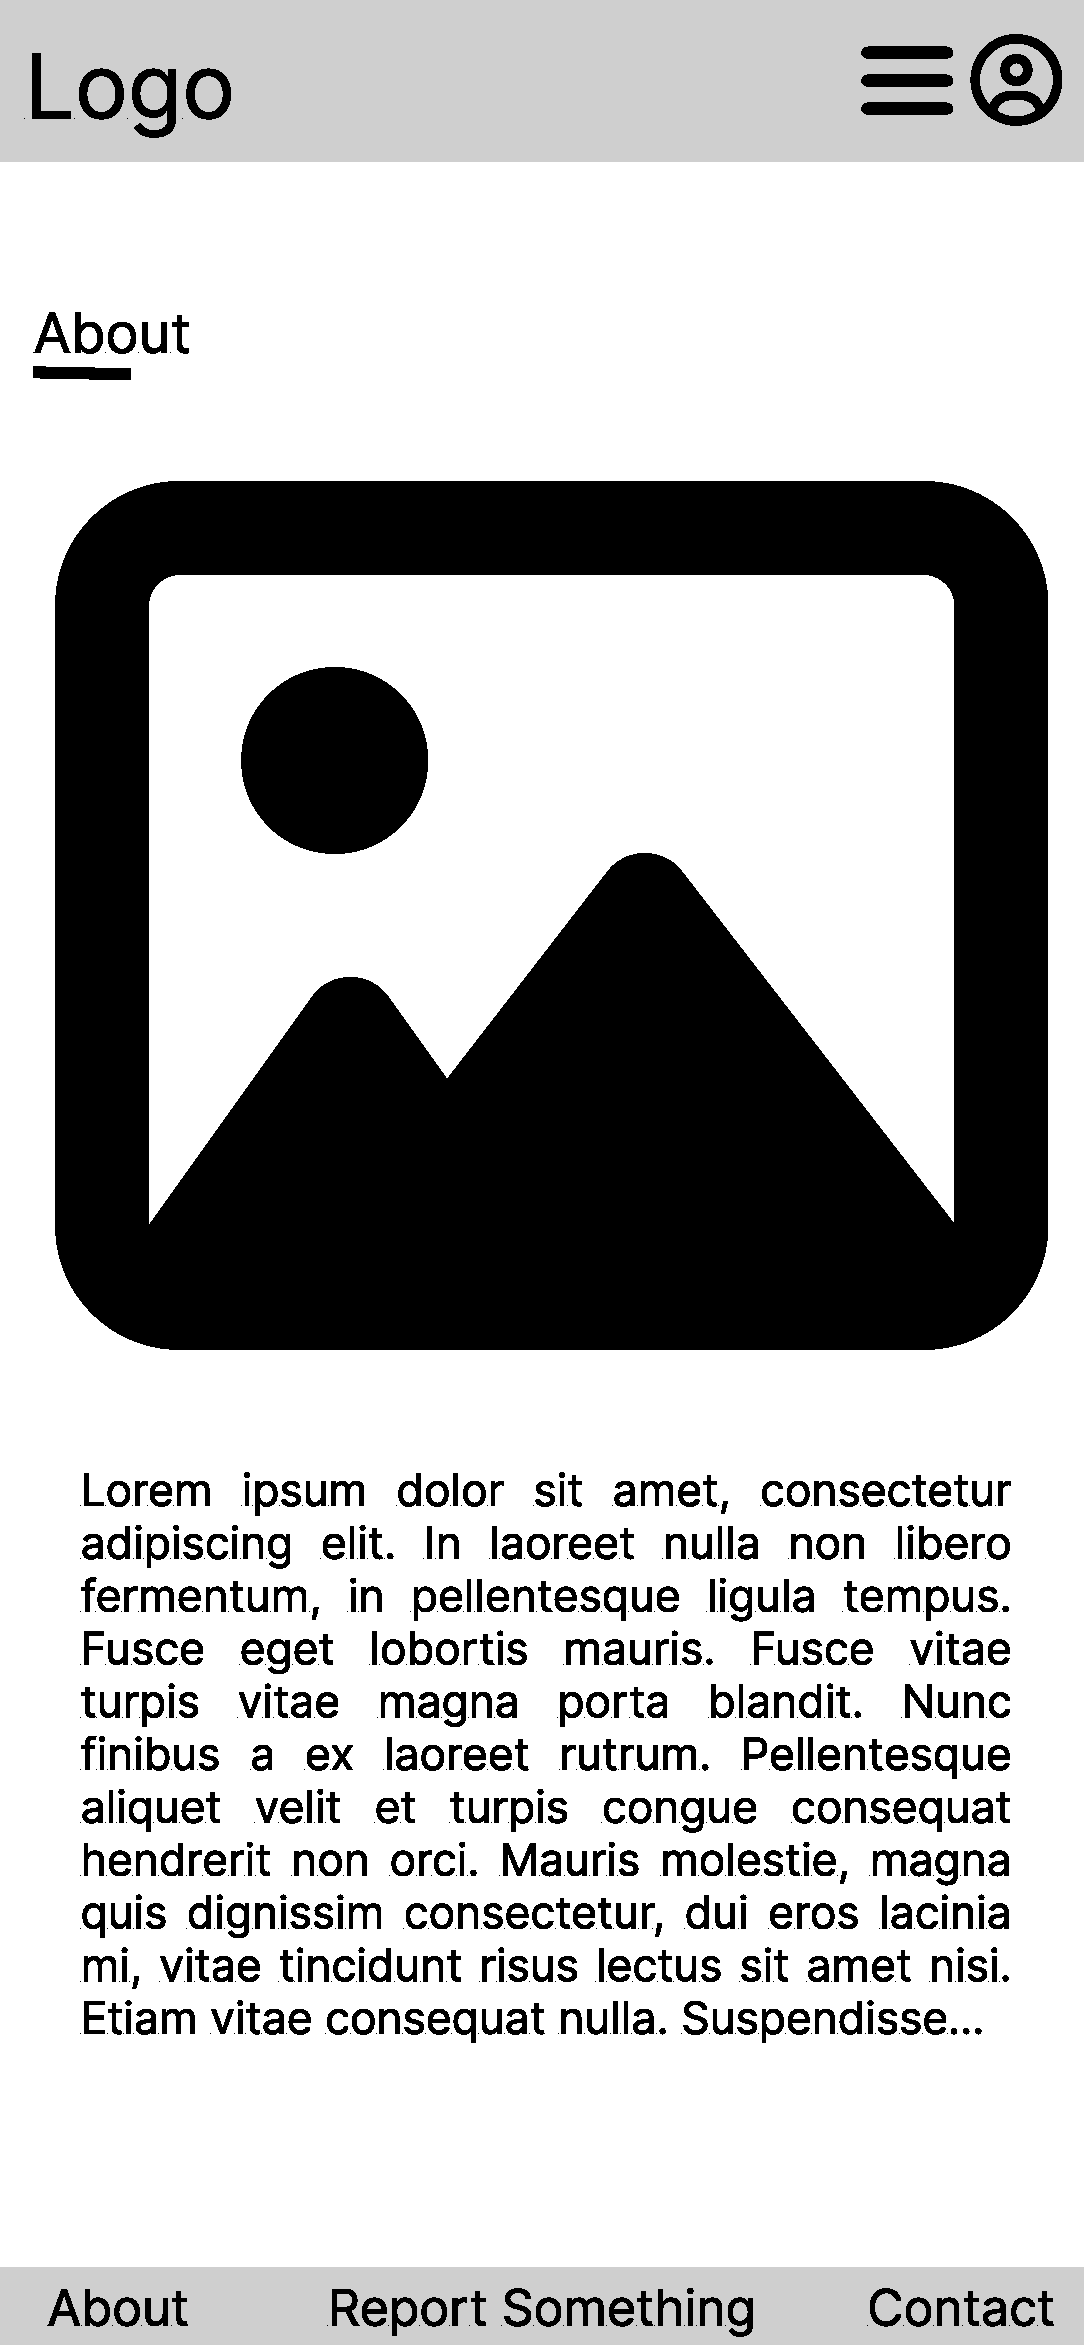 Logo
About
Lorem ipsum dolor sit amet, consectetur
adipiscing elit. In laoreet nulla non libero
fermentum, in pellentesque ligula tempus.
Fusce eget lobortis mauris. Fusce vitae
turpis vitae magna porta blandit. Nunc
finibus a ex laoreet rutrum. Pellentesque
aliquet velit et turpis congue consequat
hendrerit non orci. Mauris molestie, magna
quis dignissim consectetur, dui eros lacinia
mi, vitae tincidunt risus lectus sit amet nisi.
Etiam vitae consequat nulla. Suspendisse...
About Report Something Contact